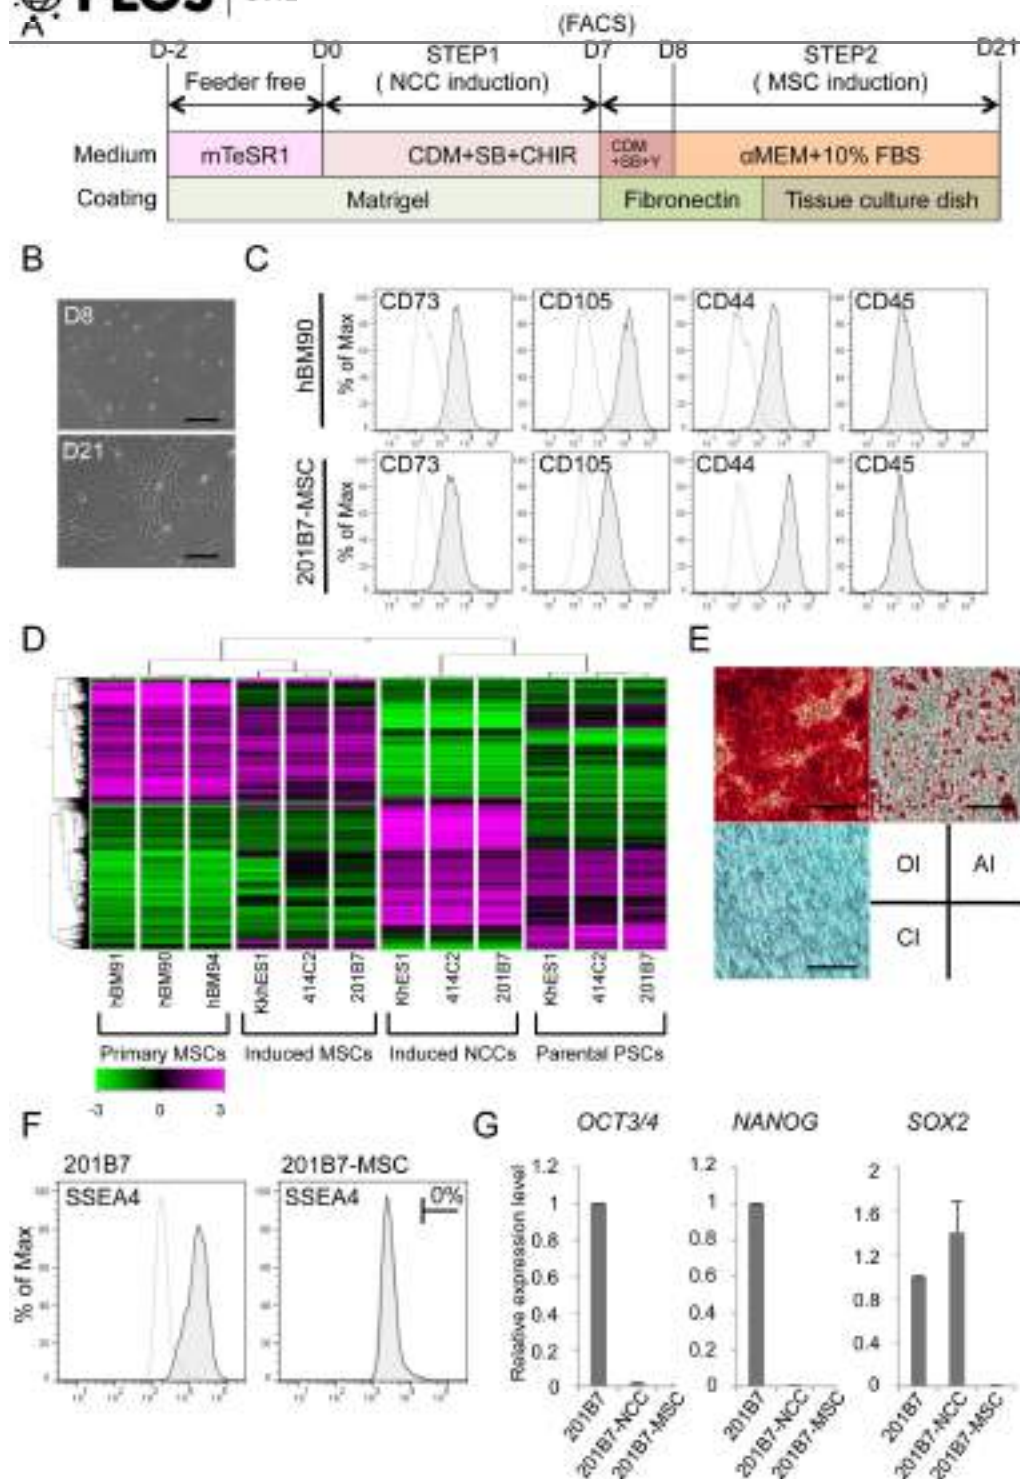 PLOS
A
(FACS)
D-2 D0 STEP1 D7 D8 STEP2 D21
Feeder free ( NCC induction) ( MSC induction)
Medium mTeSR1 CDM+SB+CHIR CDM +SB+Y αMEM+10% FBS
Coating Matrigel Fibronectin Tissue culture dish
B
D8
D21
C
hBM90
% of Max
CD73 CD105 CD44 CD45
201B7-MSC
% of Max
CD73 CD105 CD44 CD45
D
hBM91 hBM90 hBM94 KkhES1 414C2 201B7 KhES1 414C2 201B7 KhES1 414C2 201B7
Primary MSCs Induced MSCs Induced NCCs Parental PSCs
-3 0 3
E
OI AI
CI
F
201B7 201B7-MSC
SSEA4 SSEA4 0%
% of Max
G
OCT3/4 NANOG SOX2
Relative expression level
1.2
1
0.8
0.6
0.4
0.2
0
201B7 201B7-NCC 201B7-MSC
1.2
1
0.8
0.6
0.4
0.2
0
201B7 201B7-NCC 201B7-MSC
2
1.6
1.2
0.8
0.4
0
201B7 201B7-NCC 201B7-MSC